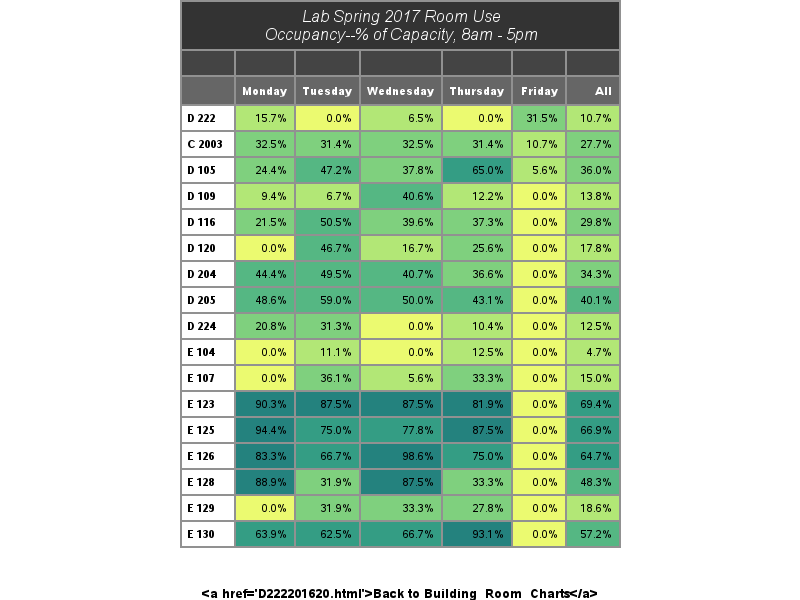 Lab Spring 2017 Room Use
Occupancy--% of Capacity, 8am - 5pm
Monday Tuesday Wednesday Thursday Friday All
D 222 15.7% 0.0% 6.5% 0.0% 31.5% 10.7%
C 2003 32.5% 31.4% 32.5% 31.4% 10.7% 27.7%
D 105 24.4% 47.2% 37.8% 65.0% 5.6% 36.0%
D 109 9.4% 6.7% 40.6% 12.2% 0.0% 13.8%
D 116 21.5% 50.5% 39.6% 37.3% 0.0% 29.8%
D 120 0.0% 46.7% 16.7% 25.6% 0.0% 17.8%
D 204 44.4% 49.5% 40.7% 36.6% 0.0% 34.3%
D 205 48.6% 59.0% 50.0% 43.1% 0.0% 40.1%
D 224 20.8% 31.3% 0.0% 10.4% 0.0% 12.5%
E 104 0.0% 11.1% 0.0% 12.5% 0.0% 4.7%
E 107 0.0% 36.1% 5.6% 33.3% 0.0% 15.0%
E 123 90.3% 87.5% 87.5% 81.9% 0.0% 69.4%
E 125 94.4% 75.0% 77.8% 87.5% 0.0% 66.9%
E 126 83.3% 66.7% 98.6% 75.0% 0.0% 64.7%
E 128 88.9% 31.9% 87.5% 33.3% 0.0% 48.3%
E 129 0.0% 31.9% 33.3% 27.8% 0.0% 18.6%
E 130 63.9% 62.5% 66.7% 93.1% 0.0% 57.2%
<a href='D222201620.html'>Back to Building_Room_Charts</a>